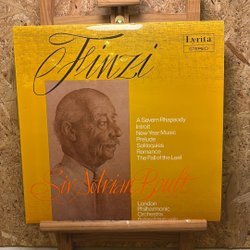 Finzi
Lyrita
STEREO
A Severn Rhapsody
Introit
New Year Music
Prelude
Soliloquies
Romance
The Fall of the Leaf
Sir Adrian Boult
London
Philharmonic
Orchestra